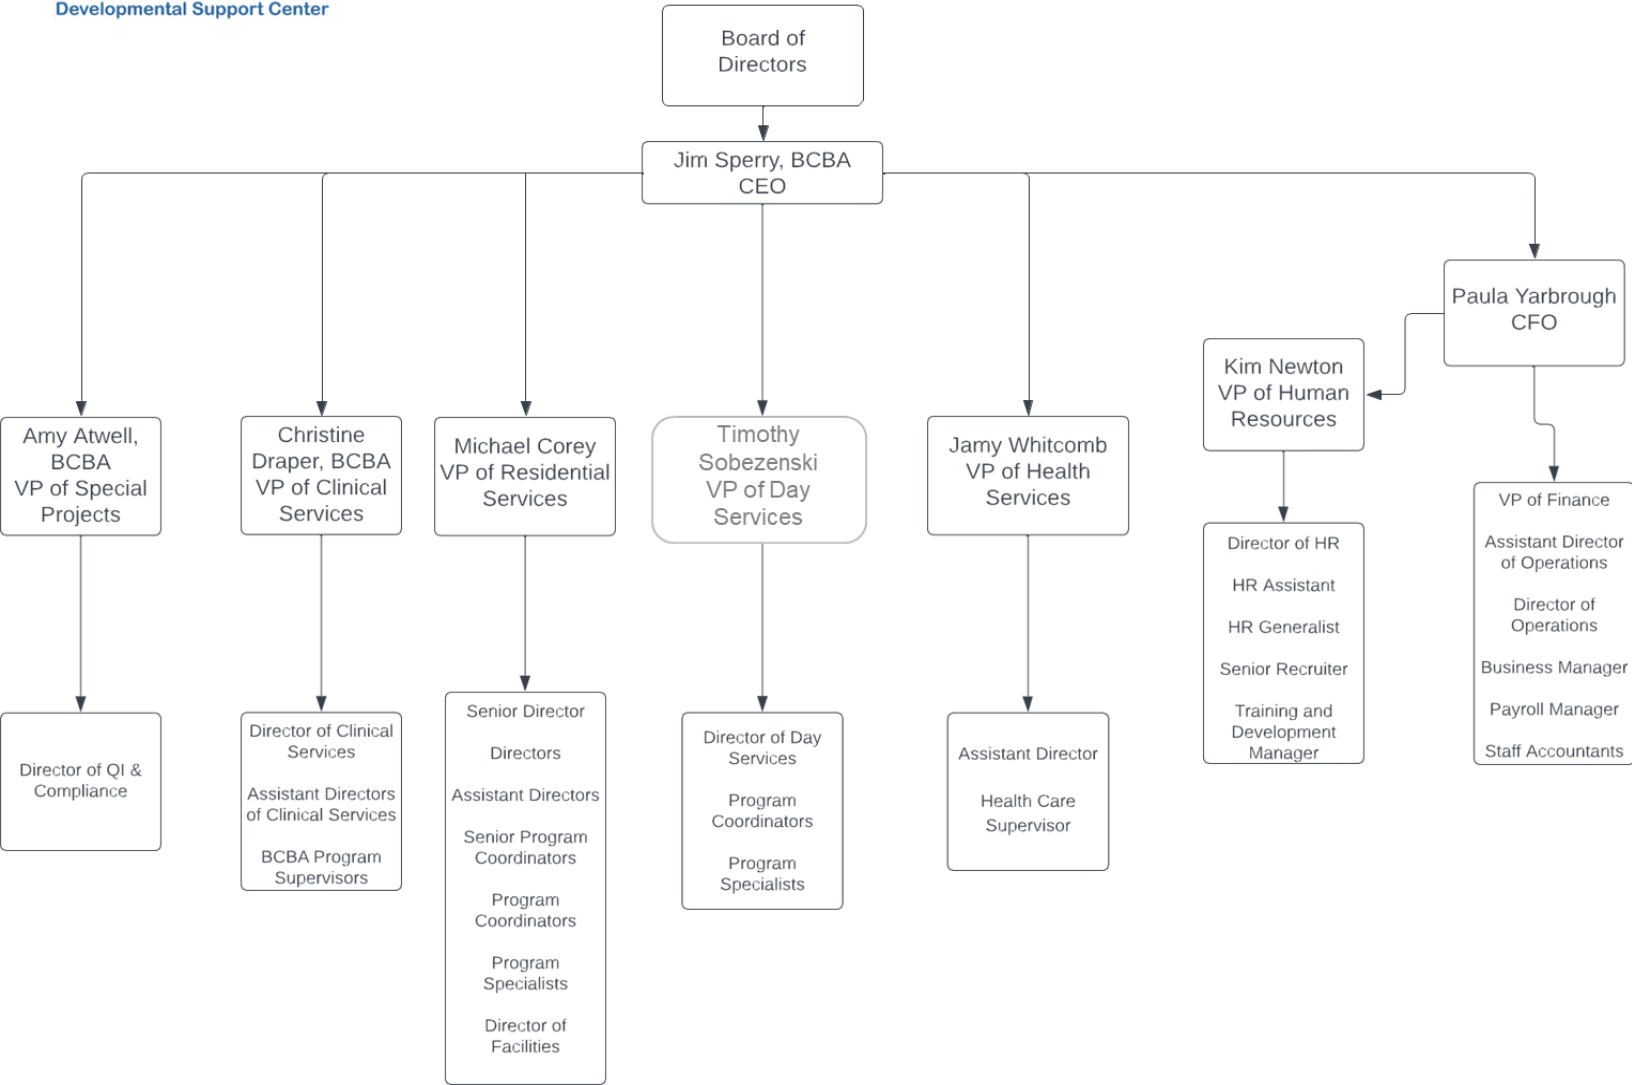 Developmental Support Center
Board of
Directors
Jim Sperry, BCBA
CEO
Paula Yarbrough
CFO
Kim Newton
VP of Human
Resources
Amy Atwell,
BCBA
VP of Special
Projects
Christine
Draper, BCBA
VP of Clinical
Services
Michael Corey
VP of Residential
Services
Timothy
Sobezenski
VP of Day
Services
Jamy Whitcomb
VP of Health
Services
Director of HR
HR Assistant
HR Generalist
Senior Recruiter
Training and
Development
Manager
VP of Finance
Assistant Director
of Operations
Director of
Operations
Business Manager
Payroll Manager
Staff Accountants
Director of QI &
Compliance
Director of Clinical
Services
Assistant Directors
of Clinical Services
BCBA Program
Supervisors
Senior Director
Directors
Assistant Directors
Senior Program
Coordinators
Program
Coordinators
Program
Specialists
Director of
Facilities
Director of Day
Services
Program
Coordinators
Program
Specialists
Assistant Director
Health Care
Supervisor